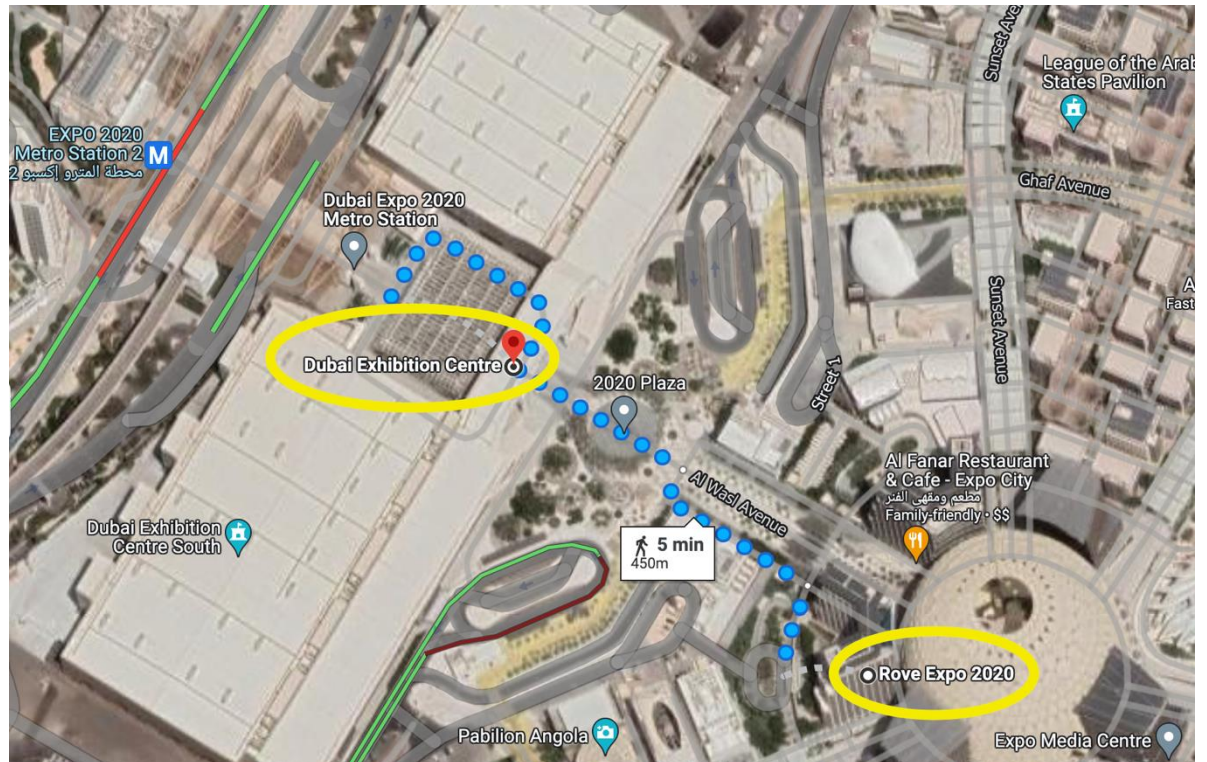 Sunset Ave
League of the Arab
States Pavilion
EXPO 2020
Metro Station 2
محطة المترو إكسبو 2
M
Ghaf Avenue
Dubai Expo 2020
Metro Station
A
Fast
Sunset Avenue
Dubai Exhibition Centre
2020 Plaza
Street 1
Al Fanar Restaurant
& Cafe - Expo City
مطعم ومقهى الفنر
Family-friendly • $$
Al Wasl Avenue
Dubai Exhibition
Centre South
5 min
450m
Rove Expo 2020
Pabilion Angola
Expo Media Centre